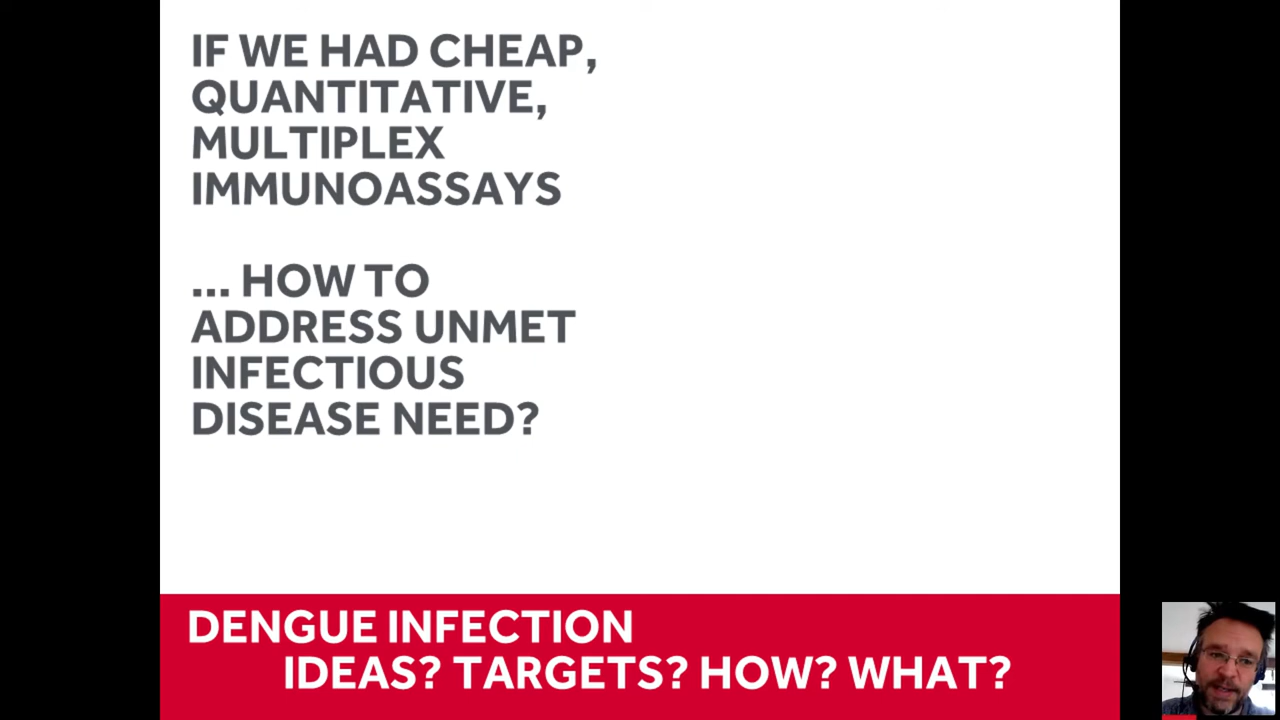 IF WE HAD CHEAP,
QUANTITATIVE,
MULTIPLEX
IMMUNOASSAYS
... HOW TO
ADDRESS UNMET
INFECTIOUS
DISEASE NEED?
DENGUE INFECTION
IDEAS? TARGETS? HOW? WHAT?